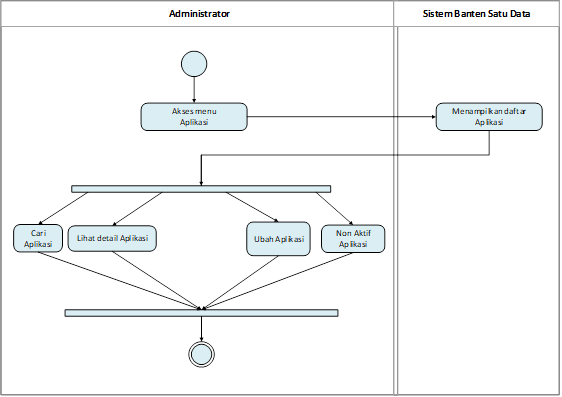 Administrator
Sistem Banten Satu Data
Akses menu
Aplikasi
Menampilkan daftar
Aplikasi
Cari
Aplikasi
Lihat detail Aplikasi
Ubah Aplikasi
Non Aktif
Aplikasi